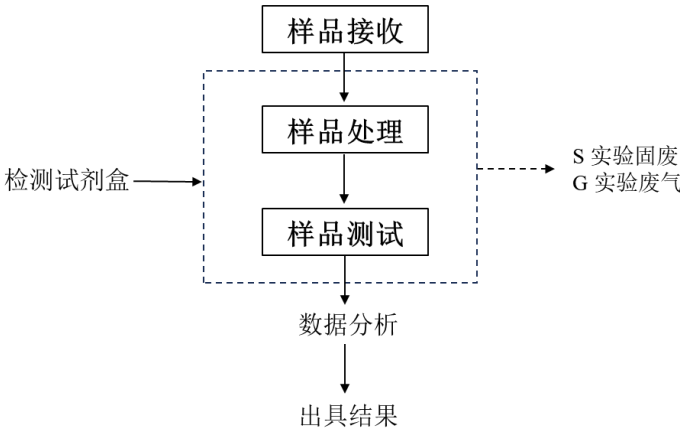 样品接收
样品处理
检测试剂盒
S 实验固废
G 实验废气
样品测试
数据分析
出具结果